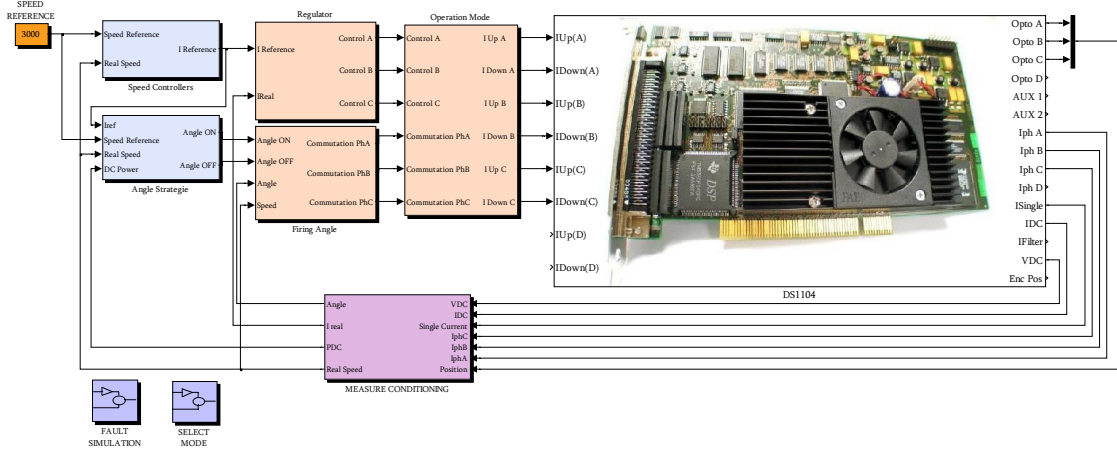 SPEED
REFERENCE
3000
Speed Reference
Real Speed
I Reference
Speed Controllers
Iref
Speed Reference
Real Speed
DC Power
Angle ON
Angle OFF
Angle Strategie
Regulator
I Reference
IReal
Control A
Control B
Control C
Angle ON
Angle OFF
Angle
Speed
Commutation PhA
Commutation PhB
Commutation PhC
Firing Angle
Operation Mode
Control A
Control B
Control C
Commutation PhA
Commutation PhB
Commutation PhC
I Up A
I Down A
I Up B
I Down B
I Up C
I Down C
IUp(A)
IDown(A)
IUp(B)
IDown(B)
IUp(C)
IDown(C)
IUp(D)
IDown(D)
DSP
Opto A
Opto B
Opto C
Opto D
AUX 1
AUX 2
Iph A
Iph B
Iph C
Iph D
ISingle
IDC
IFilter
VDC
Enc Pos
DS1104
Angle
I real
PDC
Real Speed
VDC
IDC
Single Current
IphC
IphB
IphA
Position
MEASURE CONDITIONING
FAULT
SIMULATION
SELECT
MODE